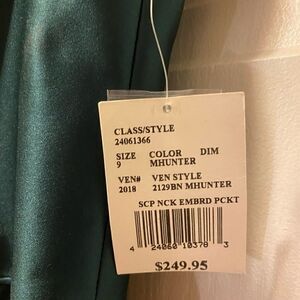 CLASS/STYLE
24061366
SIZE COLOR DIM
9 MHUNTER
VEN# VEN STYLE
2018 2129BN MHUNTER
SCP NCK EMBRD PCKT
4 24060 10378 3
$249.95